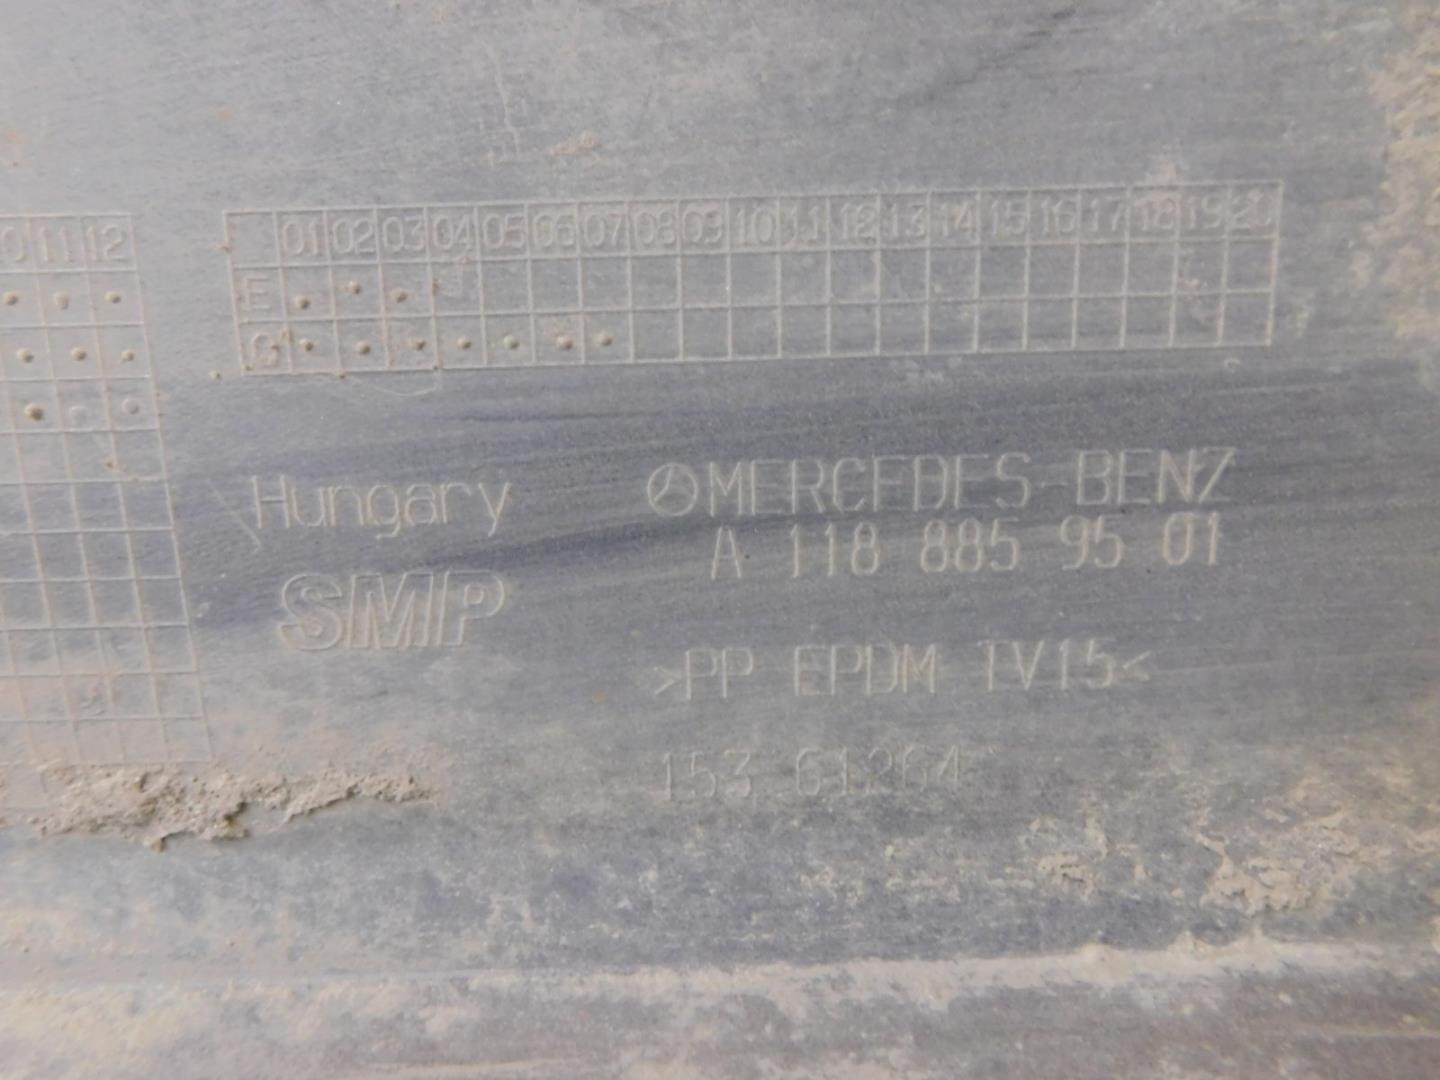 11 12
01 02 03 04 05 06 07 08 09 10 11 12 13 14 15 16 17 18 19 20
E
G
Hungary
MERCEDES-BENZ
A 118 885 95 01
SMP
>PP EPDM TV15<
153 61264